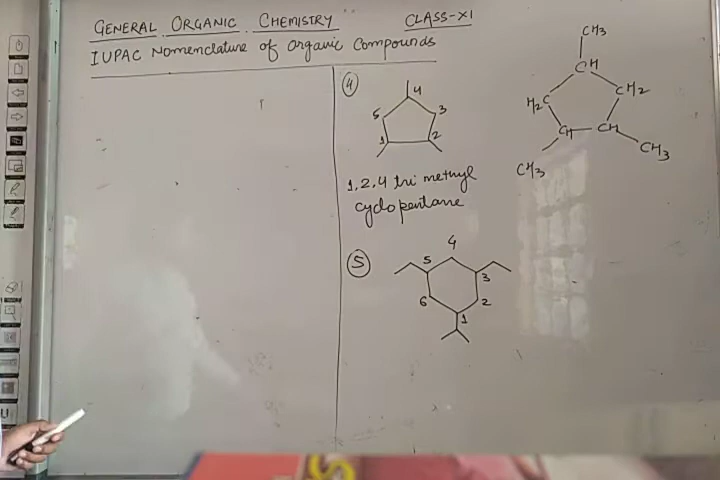 GENERAL ORGANIC CHEMISTRY CLASS-XI
IUPAC Nomenclature of Organic Compounds
4
4
5
3
1
2
1,2,4 tri methyl
cyclopentane
CH3
CH
H2C
CH2
CH
CH
CH3
CH3
5
4
5
3
6
2
1